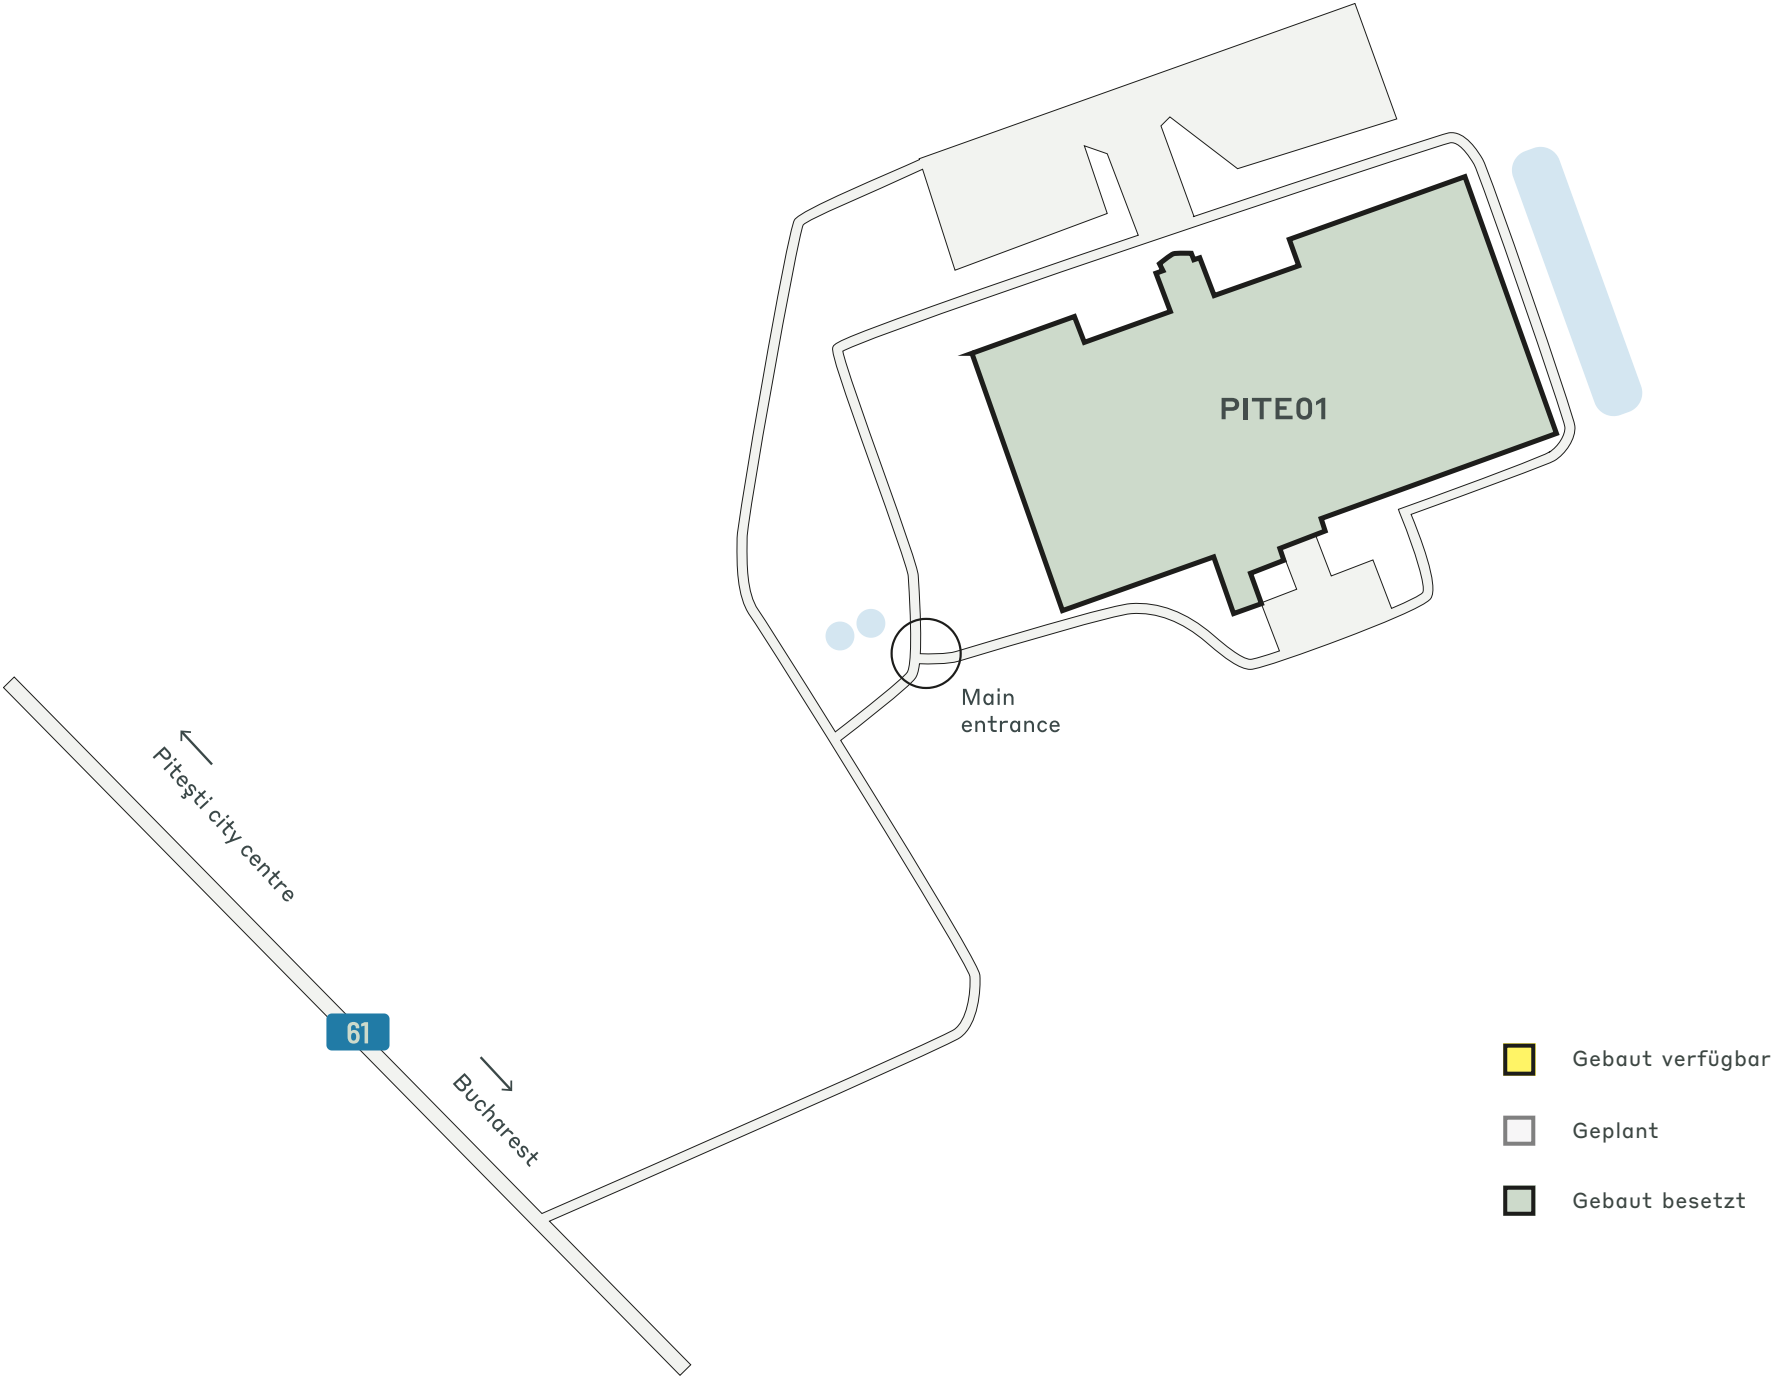 PITE01
Main
entrance
Piteşti city centre
61
Bucharest
Gebaut verfügbar
Geplant
Gebaut besetzt